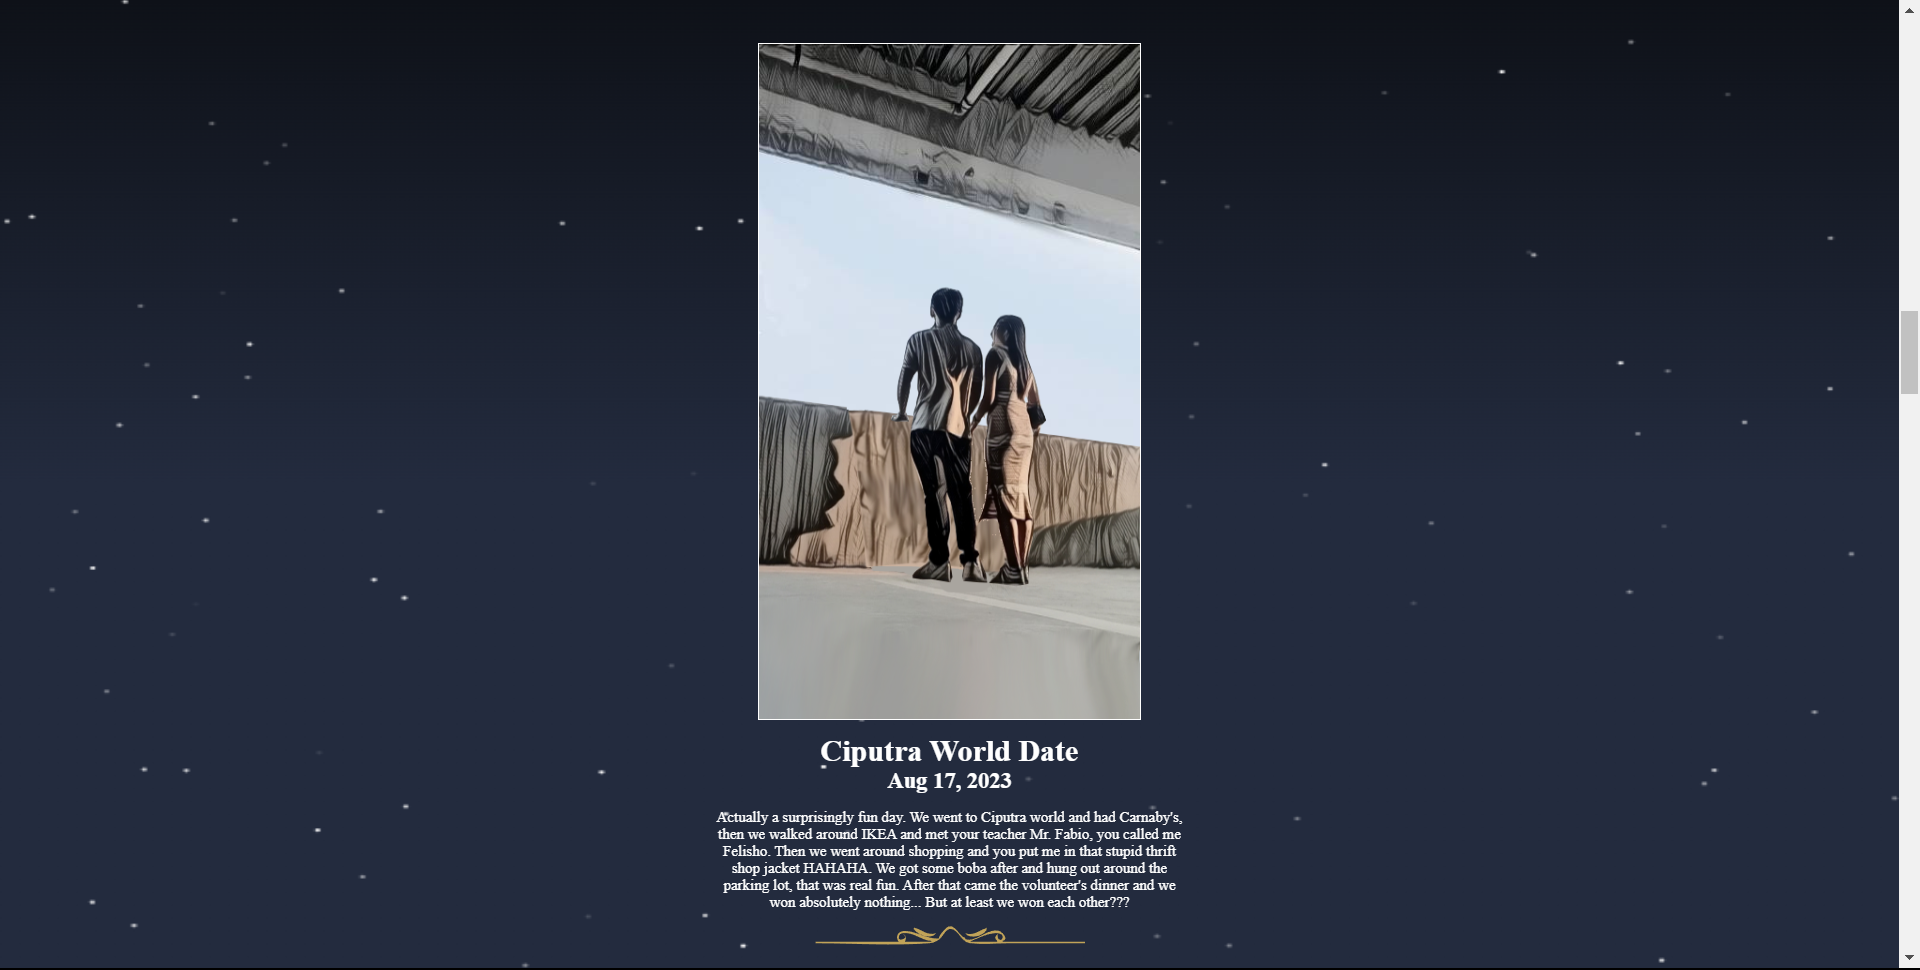 Ciputra World Date
Aug 17, 2023
Actually a surprisingly fun day. We went to Ciputra world and had Carnaby's,
then we walked around IKEA and met your teacher Mr. Fabio, you called me
Felisho. Then we went around shopping and you put me in that stupid thrift
shop jacket HAHAHA. We got some boba after and hung out around the
parking lot, that was real fun. After that came the volunteer's dinner and we
won absolutely nothing... But at least we won each other???